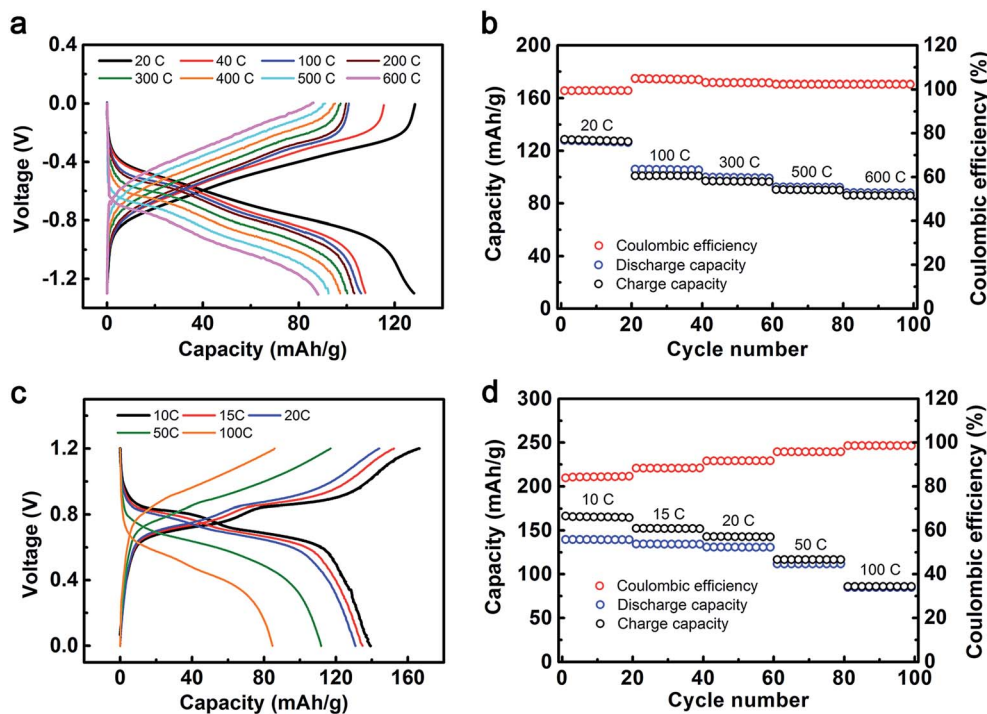 a
20 C 40 C 100 C 200 C
300 C 400 C 500 C 600 C
0.4
0.0
-0.4
-0.8
-1.2
Voltage (V)
0 40 80 120
Capacity (mAh/g)
b
200
160
120
80
40
0
Capacity (mAh/g)
20 C
100 C
300 C
500 C
600 C
Coulombic efficiency
Discharge capacity
Charge capacity
120
100
80
60
40
20
0
Coulombic efficiency (%)
0 20 40 60 80 100
Cycle number
c
10C 15C 20C
50C 100C
1.2
0.8
0.4
0.0
Voltage (V)
0 40 80 120 160
Capacity (mAh/g)
d
300
250
200
150
100
50
0
Capacity (mAh/g)
10 C
15 C
20 C
50 C
100 C
Coulombic efficiency
Discharge capacity
Charge capacity
120
100
80
60
40
20
0
Coulombic efficiency (%)
0 20 40 60 80 100
Cycle number